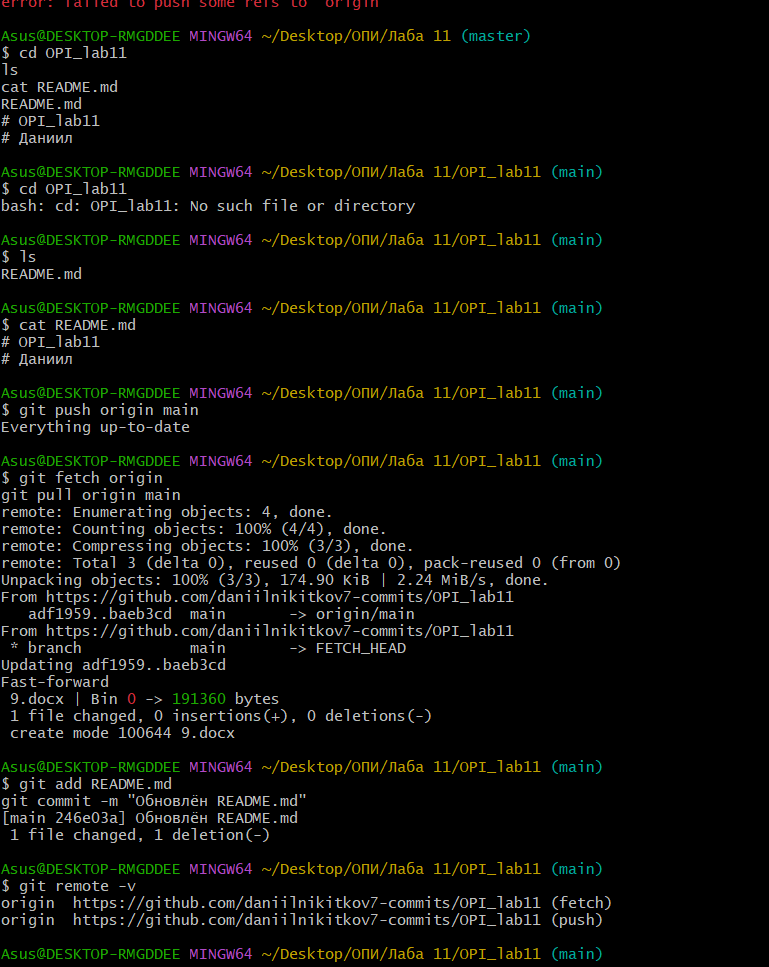 error: failed to push some refs to 'origin'
Asus@DESKTOP-RMGDDEE MINGW64 ~/Desktop/ОПИ/Лаба 11 (master)
$ cd OPI_lab11
ls
cat README.md
README.md
# OPI_lab11
# Даниил
Asus@DESKTOP-RMGDDEE MINGW64 ~/Desktop/ОПИ/Лаба 11/OPI_lab11 (main)
$ cd OPI_lab11
bash: cd: OPI_lab11: No such file or directory
Asus@DESKTOP-RMGDDEE MINGW64 ~/Desktop/ОПИ/Лаба 11/OPI_lab11 (main)
$ ls
README.md
Asus@DESKTOP-RMGDDEE MINGW64 ~/Desktop/ОПИ/Лаба 11/OPI_lab11 (main)
$ cat README.md
# OPI_lab11
# Даниил
Asus@DESKTOP-RMGDDEE MINGW64 ~/Desktop/ОПИ/Лаба 11/OPI_lab11 (main)
$ git push origin main
Everything up-to-date
Asus@DESKTOP-RMGDDEE MINGW64 ~/Desktop/ОПИ/Лаба 11/OPI_lab11 (main)
$ git fetch origin
git pull origin main
remote: Enumerating objects: 4, done.
remote: Counting objects: 100% (4/4), done.
remote: Compressing objects: 100% (3/3), done.
remote: Total 3 (delta 0), reused 0 (delta 0), pack-reused 0 (from 0)
Unpacking objects: 100% (3/3), 174.90 KiB | 2.24 MiB/s, done.
From https://github.com/daniilnikitkov7-commits/OPI_lab11
   adf1959..baeb3cd  main       -> origin/main
From https://github.com/daniilnikitkov7-commits/OPI_lab11
 * branch            main       -> FETCH_HEAD
Updating adf1959..baeb3cd
Fast-forward
 9.docx | Bin 0 -> 191360 bytes
 1 file changed, 0 insertions(+), 0 deletions(-)
 create mode 100644 9.docx
Asus@DESKTOP-RMGDDEE MINGW64 ~/Desktop/ОПИ/Лаба 11/OPI_lab11 (main)
$ git add README.md
git commit -m "Обновлён README.md"
[main 246e03a] Обновлён README.md
 1 file changed, 1 deletion(-)
Asus@DESKTOP-RMGDDEE MINGW64 ~/Desktop/ОПИ/Лаба 11/OPI_lab11 (main)
$ git remote -v
origin  https://github.com/daniilnikitkov7-commits/OPI_lab11 (fetch)
origin  https://github.com/daniilnikitkov7-commits/OPI_lab11 (push)
Asus@DESKTOP-RMGDDEE MINGW64 ~/Desktop/ОПИ/Лаба 11/OPI_lab11 (main)